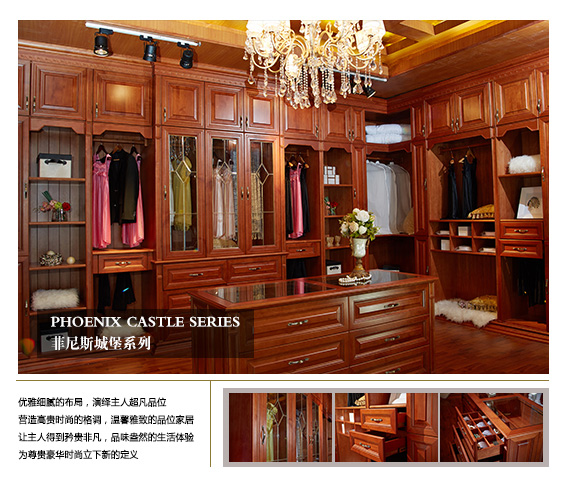 PHOENIX CASTLE SERIES
菲尼斯城堡系列
优雅细腻的布局，演绎主人超凡品位
营造高贵时尚的格调，温馨雅致的品位家居
让主人得到矜贵非凡，品味盎然的生活体验
为尊贵豪华时尚立下新的定义